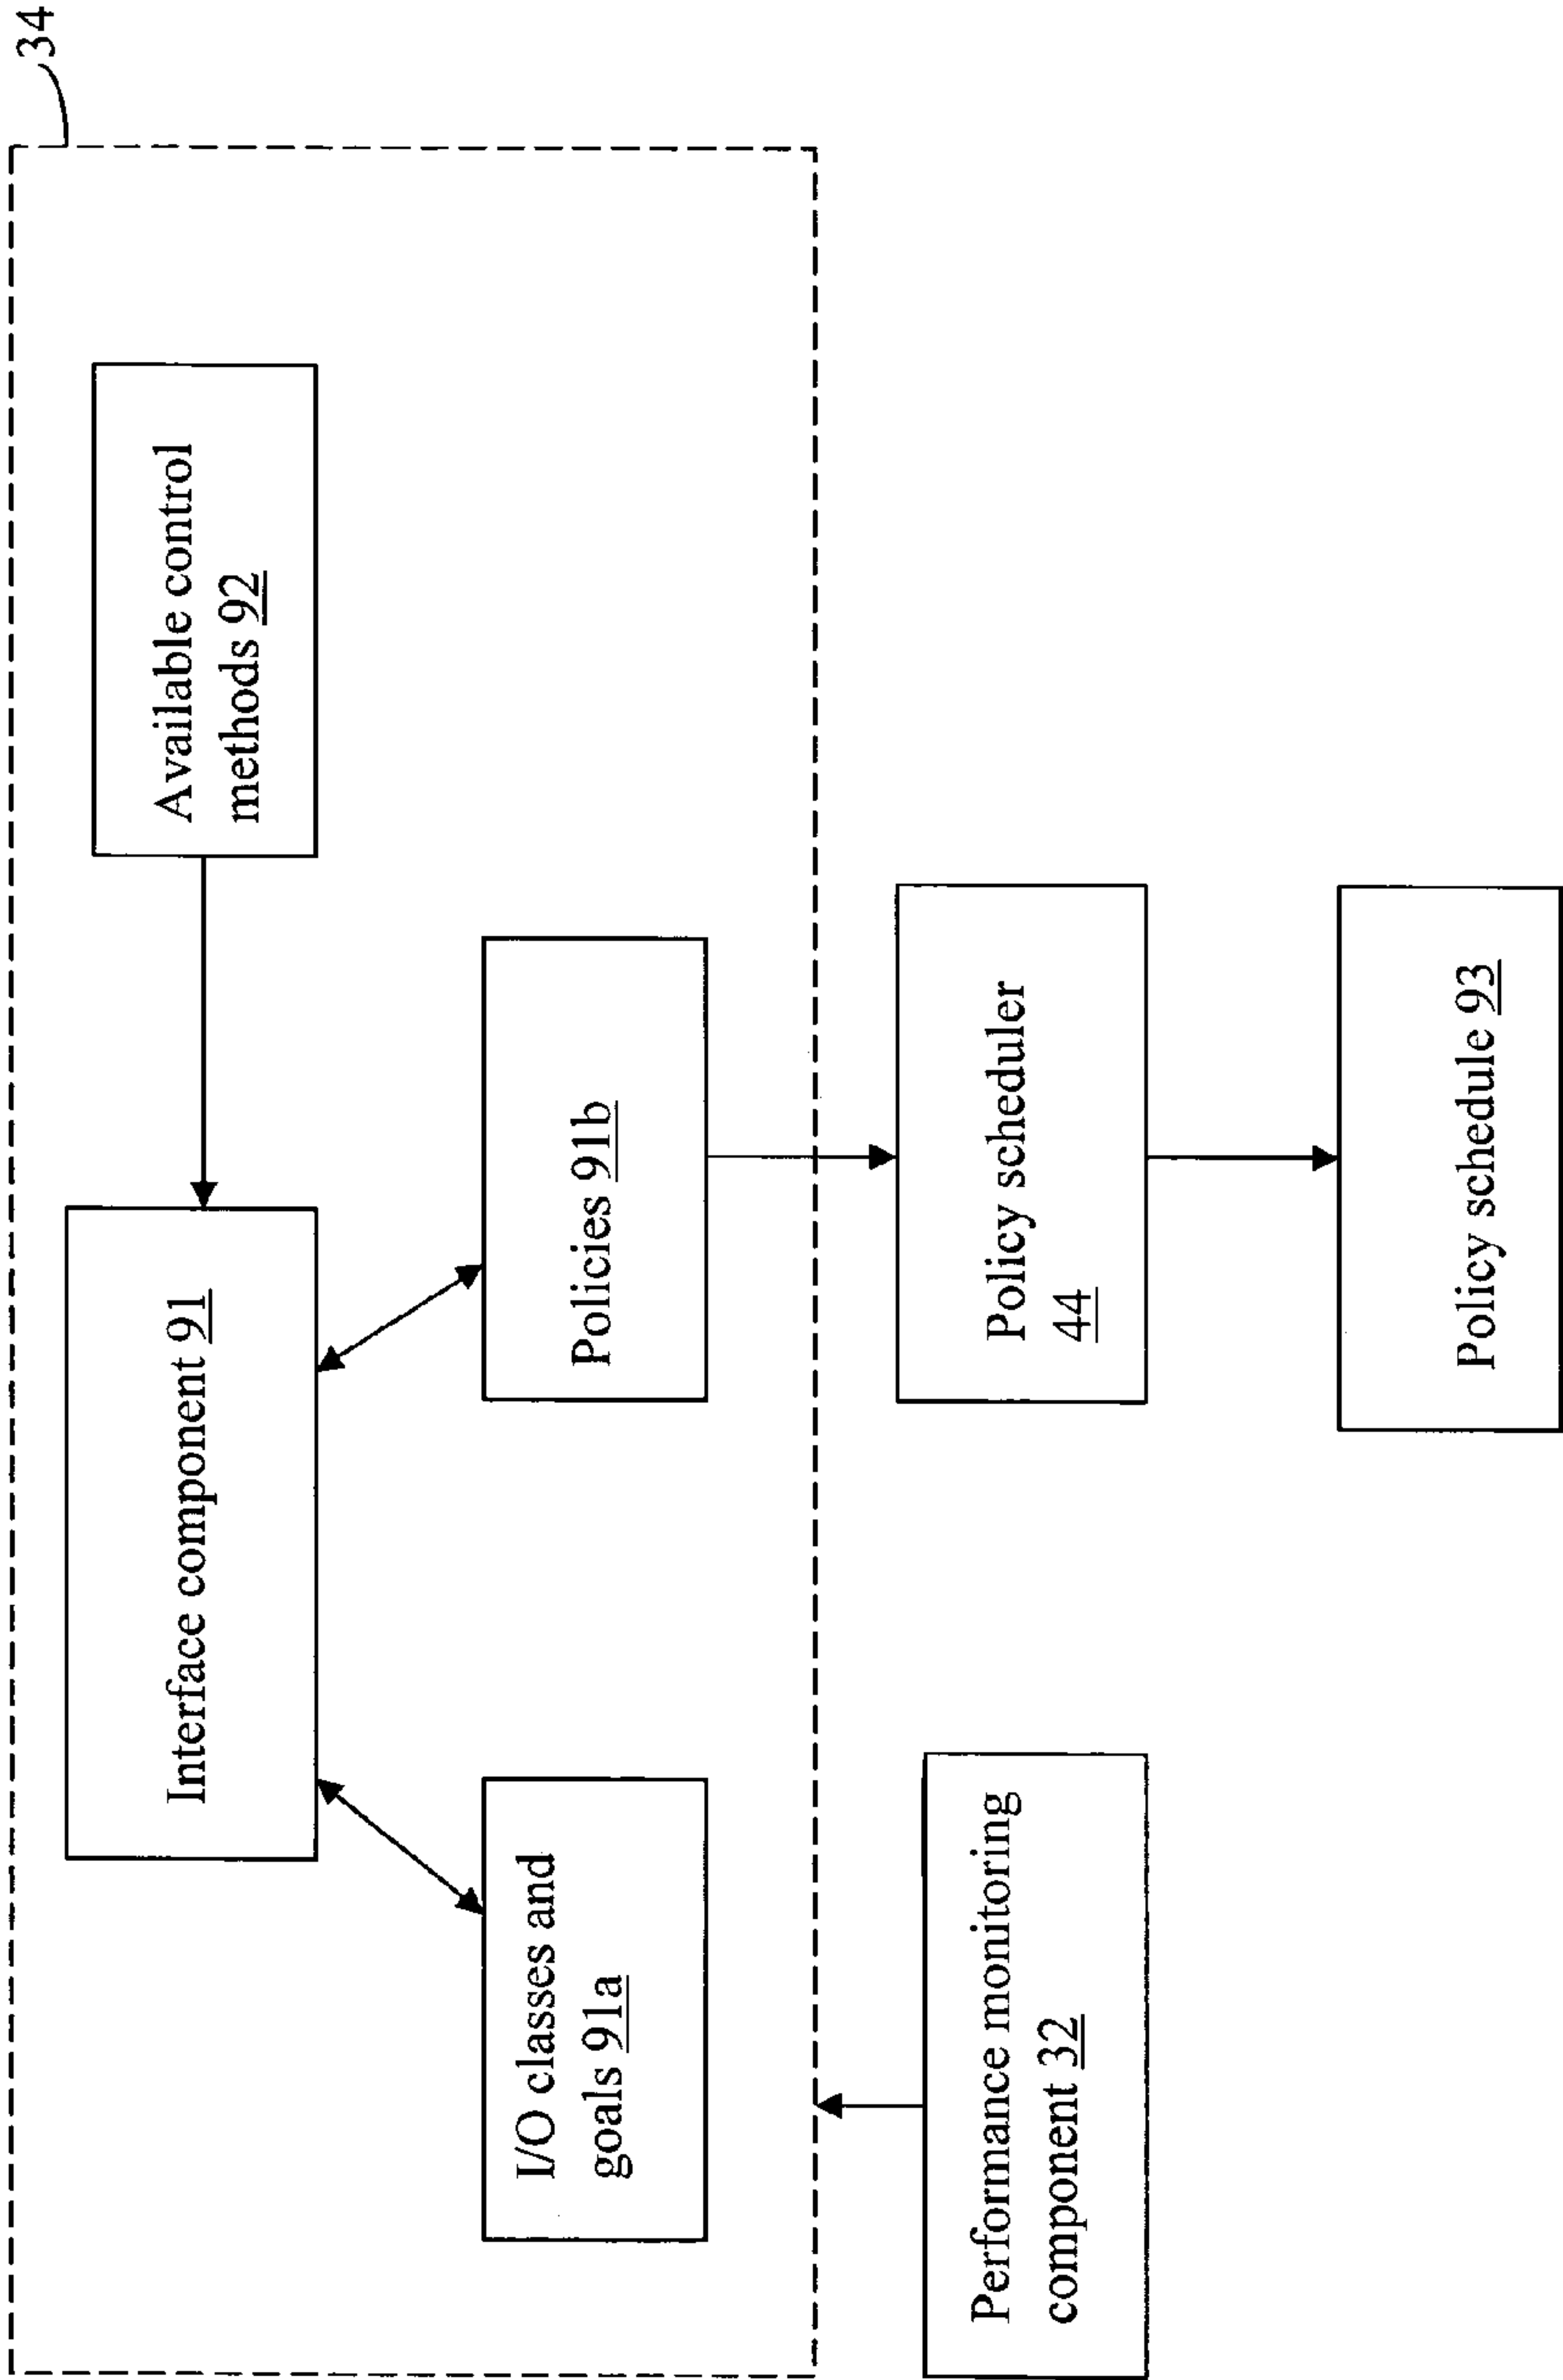 34
Interface component 91
Available control
methods 92
I/O classes and
goals 91a
Policies 91b
Performance monitoring
component 32
Policy scheduler
44
Policy schedule 93